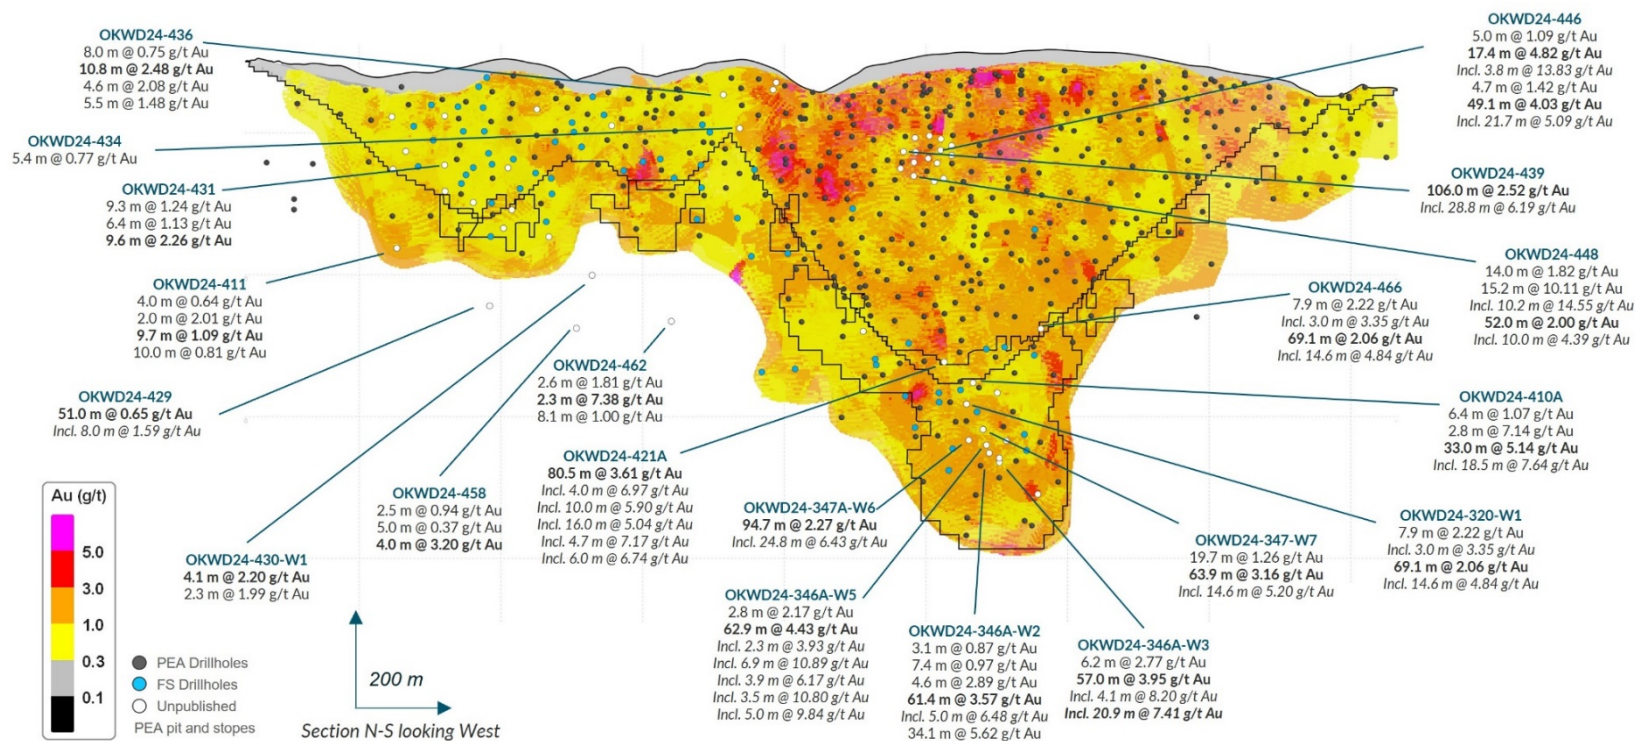 OKWD24-436
8.0 m @ 0.75 g/t Au
10.8 m @ 2.48 g/t Au
4.6 m @ 2.08 g/t Au
5.5 m @ 1.48 g/t Au
OKWD24-434
5.4 m @ 0.77 g/t Au
OKWD24-431
9.3 m @ 1.24 g/t Au
6.4 m @ 1.13 g/t Au
9.6 m @ 2.26 g/t Au
OKWD24-411
4.0 m @ 0.64 g/t Au
2.0 m @ 2.01 g/t Au
9.7 m @ 1.09 g/t Au
10.0 m @ 0.81 g/t Au
OKWD24-429
51.0 m @ 0.65 g/t Au
Incl. 8.0 m @ 1.59 g/t Au
OKWD24-446
5.0 m @ 1.09 g/t Au
17.4 m @ 4.82 g/t Au
Incl. 3.8 m @ 13.83 g/t Au
4.7 m @ 1.42 g/t Au
49.1 m @ 4.03 g/t Au
Incl. 21.7 m @ 5.09 g/t Au
OKWD24-439
106.0 m @ 2.52 g/t Au
Incl. 28.8 m @ 6.19 g/t Au
OKWD24-448
14.0 m @ 1.82 g/t Au
15.2 m @ 10.11 g/t Au
Incl. 10.2 m @ 14.55 g/t Au
52.0 m @ 2.00 g/t Au
Incl. 10.0 m @ 4.39 g/t Au
OKWD24-466
7.9 m @ 2.22 g/t Au
Incl. 3.0 m @ 3.35 g/t Au
69.1 m @ 2.06 g/t Au
Incl. 14.6 m @ 4.84 g/t Au
OKWD24-410A
6.4 m @ 1.07 g/t Au
2.8 m @ 7.14 g/t Au
33.0 m @ 5.14 g/t Au
Incl. 18.5 m @ 7.64 g/t Au
OKWD24-462
2.6 m @ 1.81 g/t Au
2.3 m @ 7.38 g/t Au
8.1 m @ 1.00 g/t Au
OKWD24-421A
80.5 m @ 3.61 g/t Au
Incl. 4.0 m @ 6.97 g/t Au
Incl. 10.0 m @ 5.90 g/t Au
Incl. 16.0 m @ 5.04 g/t Au
Incl. 4.7 m @ 7.17 g/t Au
Incl. 6.0 m @ 6.74 g/t Au
OKWD24-458
2.5 m @ 0.94 g/t Au
5.0 m @ 0.37 g/t Au
4.0 m @ 3.20 g/t Au
OKWD24-430-W1
4.1 m @ 2.20 g/t Au
2.3 m @ 1.99 g/t Au
OKWD24-347A-W6
94.7 m @ 2.27 g/t Au
Incl. 24.8 m @ 6.43 g/t Au
OKWD24-346A-W5
2.8 m @ 2.17 g/t Au
62.9 m @ 4.43 g/t Au
Incl. 2.3 m @ 3.93 g/t Au
Incl. 6.9 m @ 10.89 g/t Au
Incl. 3.9 m @ 6.17 g/t Au
Incl. 3.5 m @ 10.80 g/t Au
Incl. 5.0 m @ 9.84 g/t Au
OKWD24-346A-W2
3.1 m @ 0.87 g/t Au
7.4 m @ 0.97 g/t Au
4.6 m @ 2.89 g/t Au
61.4 m @ 3.57 g/t Au
Incl. 5.0 m @ 6.48 g/t Au
34.1 m @ 5.62 g/t Au
OKWD24-346A-W3
6.2 m @ 2.77 g/t Au
57.0 m @ 3.95 g/t Au
Incl. 4.1 m @ 8.20 g/t Au
Incl. 20.9 m @ 7.41 g/t Au
OKWD24-347-W7
19.7 m @ 1.26 g/t Au
63.9 m @ 3.16 g/t Au
Incl. 14.6 m @ 5.20 g/t Au
OKWD24-320-W1
7.9 m @ 2.22 g/t Au
Incl. 3.0 m @ 3.35 g/t Au
69.1 m @ 2.06 g/t Au
Incl. 14.6 m @ 4.84 g/t Au
Au (g/t)
5.0
3.0
1.0
0.3
0.1
PEA Drillholes
FS Drillholes
Unpublished
PEA pit and stopes
200 m
Section N-S looking West